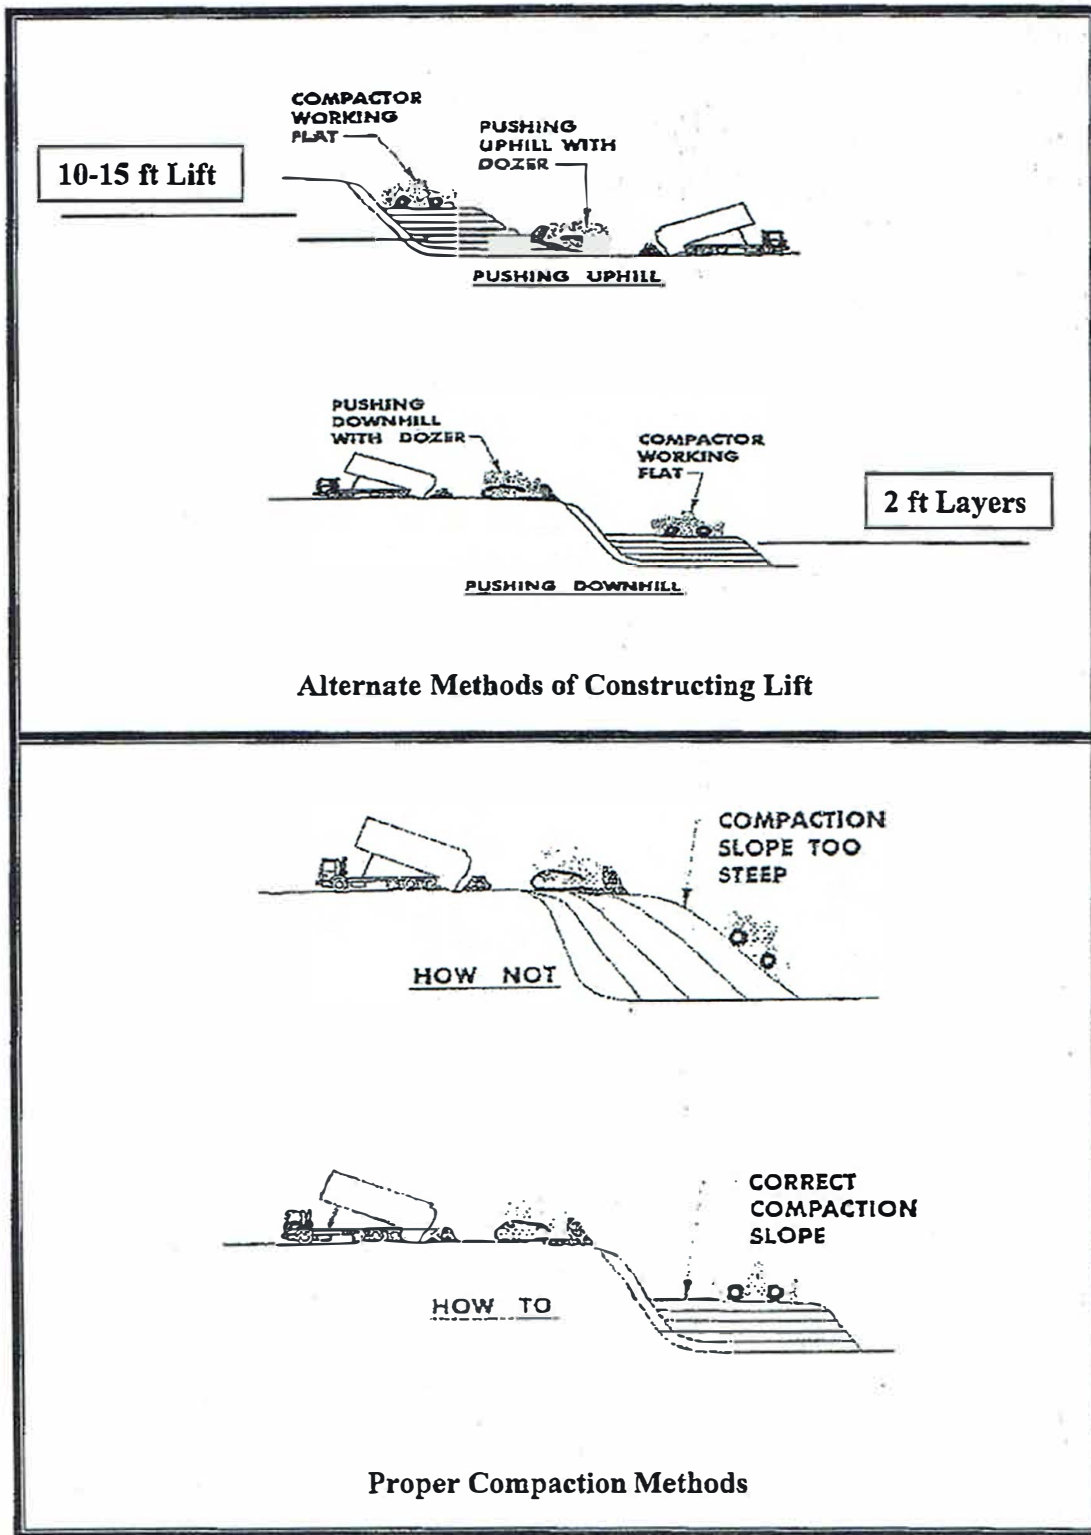 COMPACTOR
WORKING
FLAT
PUSHING
UPHILL WITH
DOZER
10-15 ft Lift
PUSHING UPHILL
PUSHING
DOWNHILL
WITH DOZER
COMPACTOR
WORKING
FLAT
2 ft Layers
PUSHING DOWNHILL
Alternate Methods of Constructing Lift
COMPACTION
SLOPE TOO
STEEP
HOW NOT
CORRECT
COMPACTION
SLOPE
HOW TO
Proper Compaction Methods